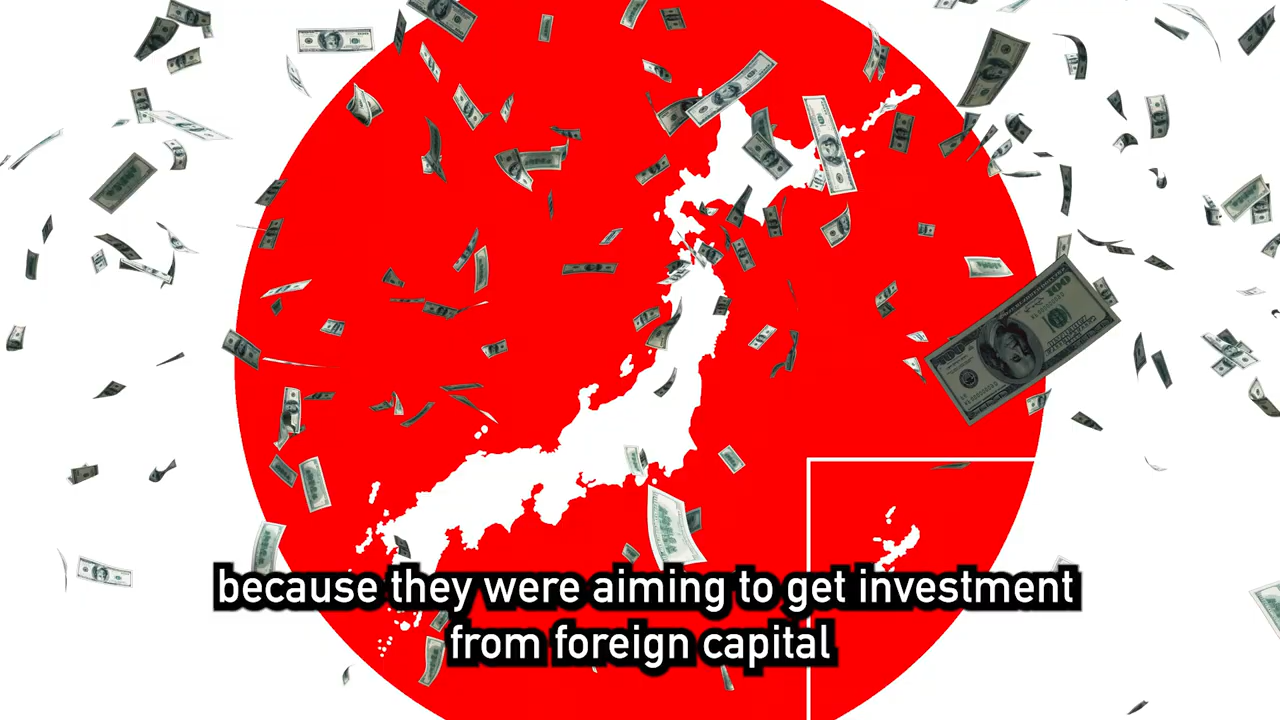 because they were aiming to get investment
from foreign capital